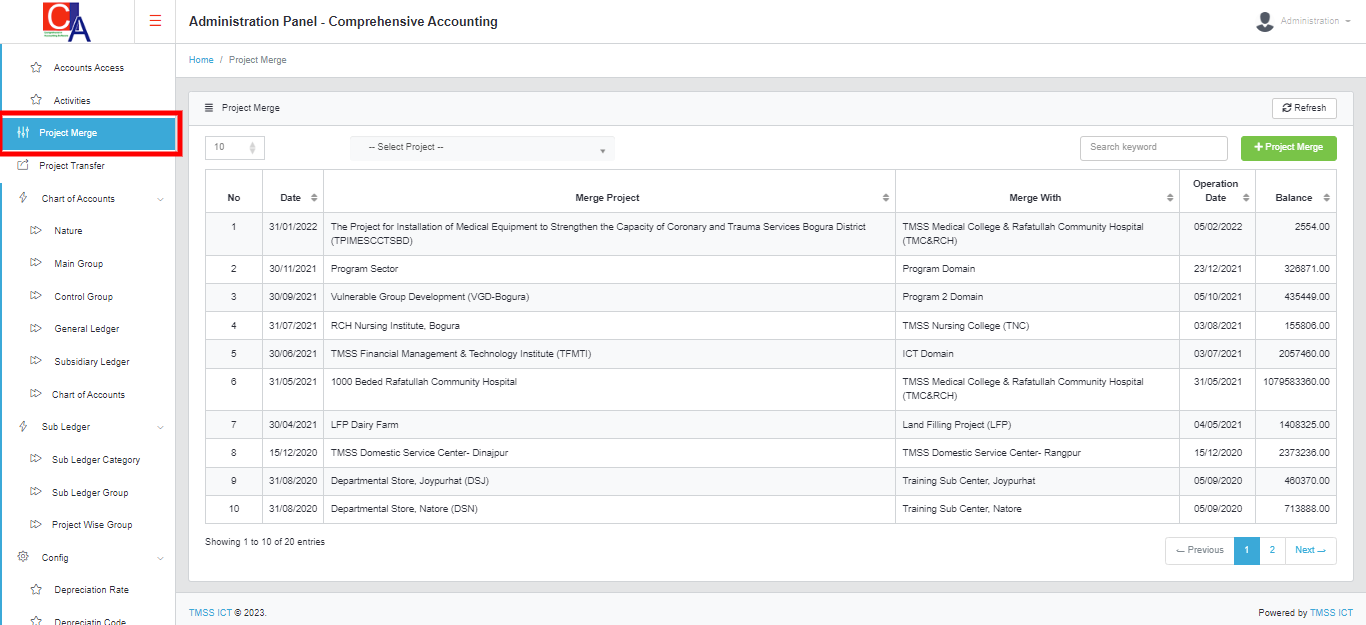 CA
Administration Panel - Comprehensive Accounting
Administration
Accounts Access
Activities
Project Merge
Project Transfer
Chart of Accounts
Nature
Main Group
Control Group
General Ledger
Subsidiary Ledger
Chart of Accounts
Sub Ledger
Sub Ledger Category
Sub Ledger Group
Project Wise Group
Config
Depreciation Rate
Depreciatin Code
Home / Project Merge
Project Merge
Refresh
10 -- Select Project -- Search keyword + Project Merge
No Date Merge Project Merge With Operation Date Balance
1 31/01/2022 The Project for Installation of Medical Equipment to Strengthen the Capacity of Coronary and Trauma Services Bogura District (TPIMESCCTSBD) TMSS Medical College & Rafatullah Community Hospital (TMC&RCH) 05/02/2022 2554.00
2 30/11/2021 Program Sector Program Domain 23/12/2021 326871.00
3 30/09/2021 Vulnerable Group Development (VGD-Bogura) Program 2 Domain 05/10/2021 435449.00
4 31/07/2021 RCH Nursing Institute, Bogura TMSS Nursing College (TNC) 03/08/2021 155806.00
5 30/06/2021 TMSS Financial Management & Technology Institute (TFMTI) ICT Domain 03/07/2021 2057460.00
6 31/05/2021 1000 Beded Rafatullah Community Hospital TMSS Medical College & Rafatullah Community Hospital (TMC&RCH) 31/05/2021 1079583360.00
7 30/04/2021 LFP Dairy Farm Land Filling Project (LFP) 04/05/2021 1408325.00
8 15/12/2020 TMSS Domestic Service Center- Dinajpur TMSS Domestic Service Center- Rangpur 15/12/2020 2373236.00
9 31/08/2020 Departmental Store, Joypurhat (DSJ) Training Sub Center, Joypurhat 05/09/2020 460370.00
10 31/08/2020 Departmental Store, Natore (DSN) Training Sub Center, Natore 05/09/2020 713888.00
Showing 1 to 10 of 20 entries
Previous 1 2 Next
TMSS ICT © 2023.
Powered by TMSS ICT